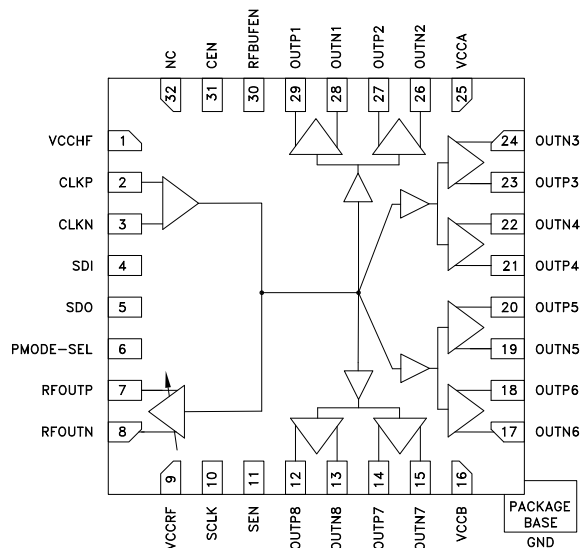 NC
CEN
RFBUFEN
OUTP1
OUTN1
OUTP2
OUTN2
VCCA
32
31
30
29
28
27
26
25
VCCHF 1
CLKP 2
CLKN 3
SDI 4
SDO 5
PMODE-SEL 6
RFOUTP 7
RFOUTN 8
24 OUTN3
23 OUTP3
22 OUTN4
21 OUTP4
20 OUTP5
19 OUTN5
18 OUTP6
17 OUTN6
9
10
11
12
13
14
15
16
VCCRF
SCLK
SEN
OUTP8
OUTN8
OUTP7
OUTN7
VCCB
PACKAGE
BASE
GND